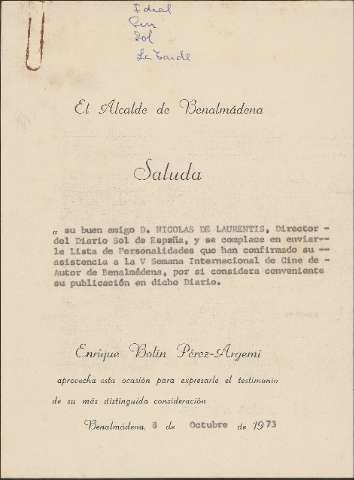 Ideal
Sur
Sol
La Tarde
El Alcalde de Benalmádena
Saluda
a su buen amigo D. NICOLAS DE LAURENTIS, Director -
del Diario Sol de España, y se complace en enviar--
le Lista de Personalidades que han confirmado su --
asistencia a la V Semana Internacional de Cine de -
Autor de Benalmádena, por si considera conveniente
su publicación en dicho Diario.
Enrique Bolín Pérez-Argemí
aprovecha esta ocasión para expresarle el testimonio
de su más distinguida consideración
Benalmádena, 8 de Octubre de 1973